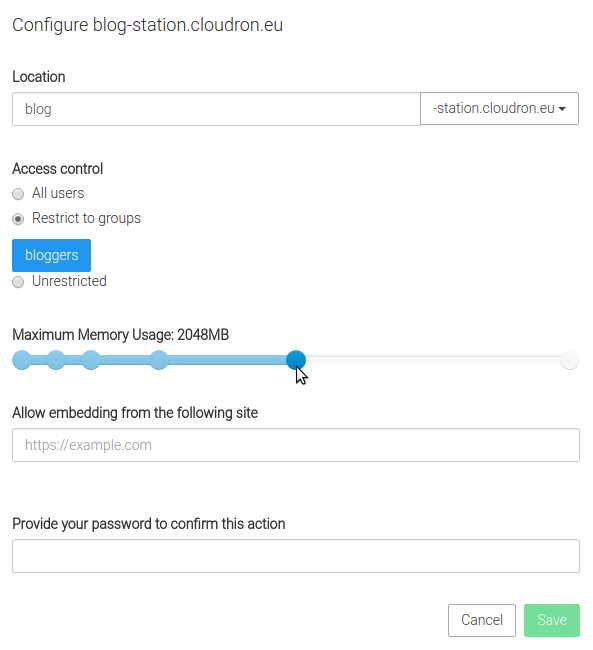 Configure blog-station.cloudron.eu
Location
blog
-station.cloudron.eu
Access control
All users
Restrict to groups
bloggers
Unrestricted
Maximum Memory Usage: 2048MB
Allow embedding from the following site
https://example.com
Provide your password to confirm this action
Cancel
Save